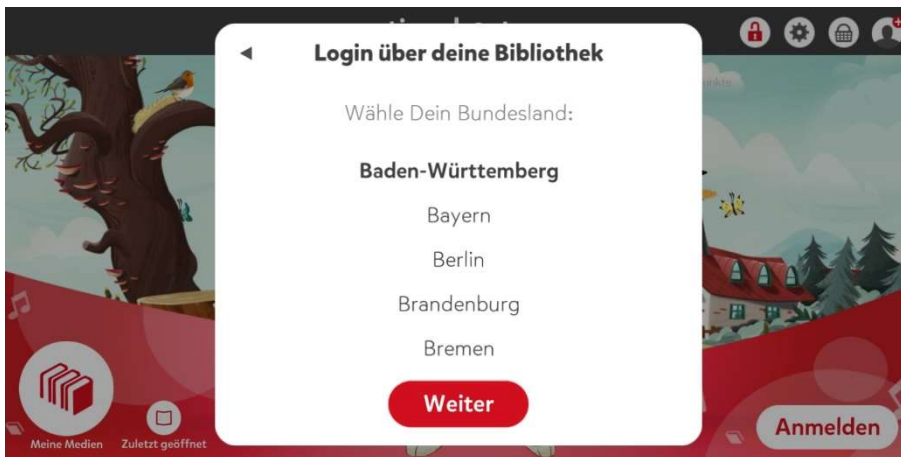 Login über deine Bibliothek
Wähle Dein Bundesland:
Baden-Württemberg
Bayern
Berlin
Brandenburg
Bremen
Weiter
Meine Medien
Zuletzt geöffnet
Anmelden